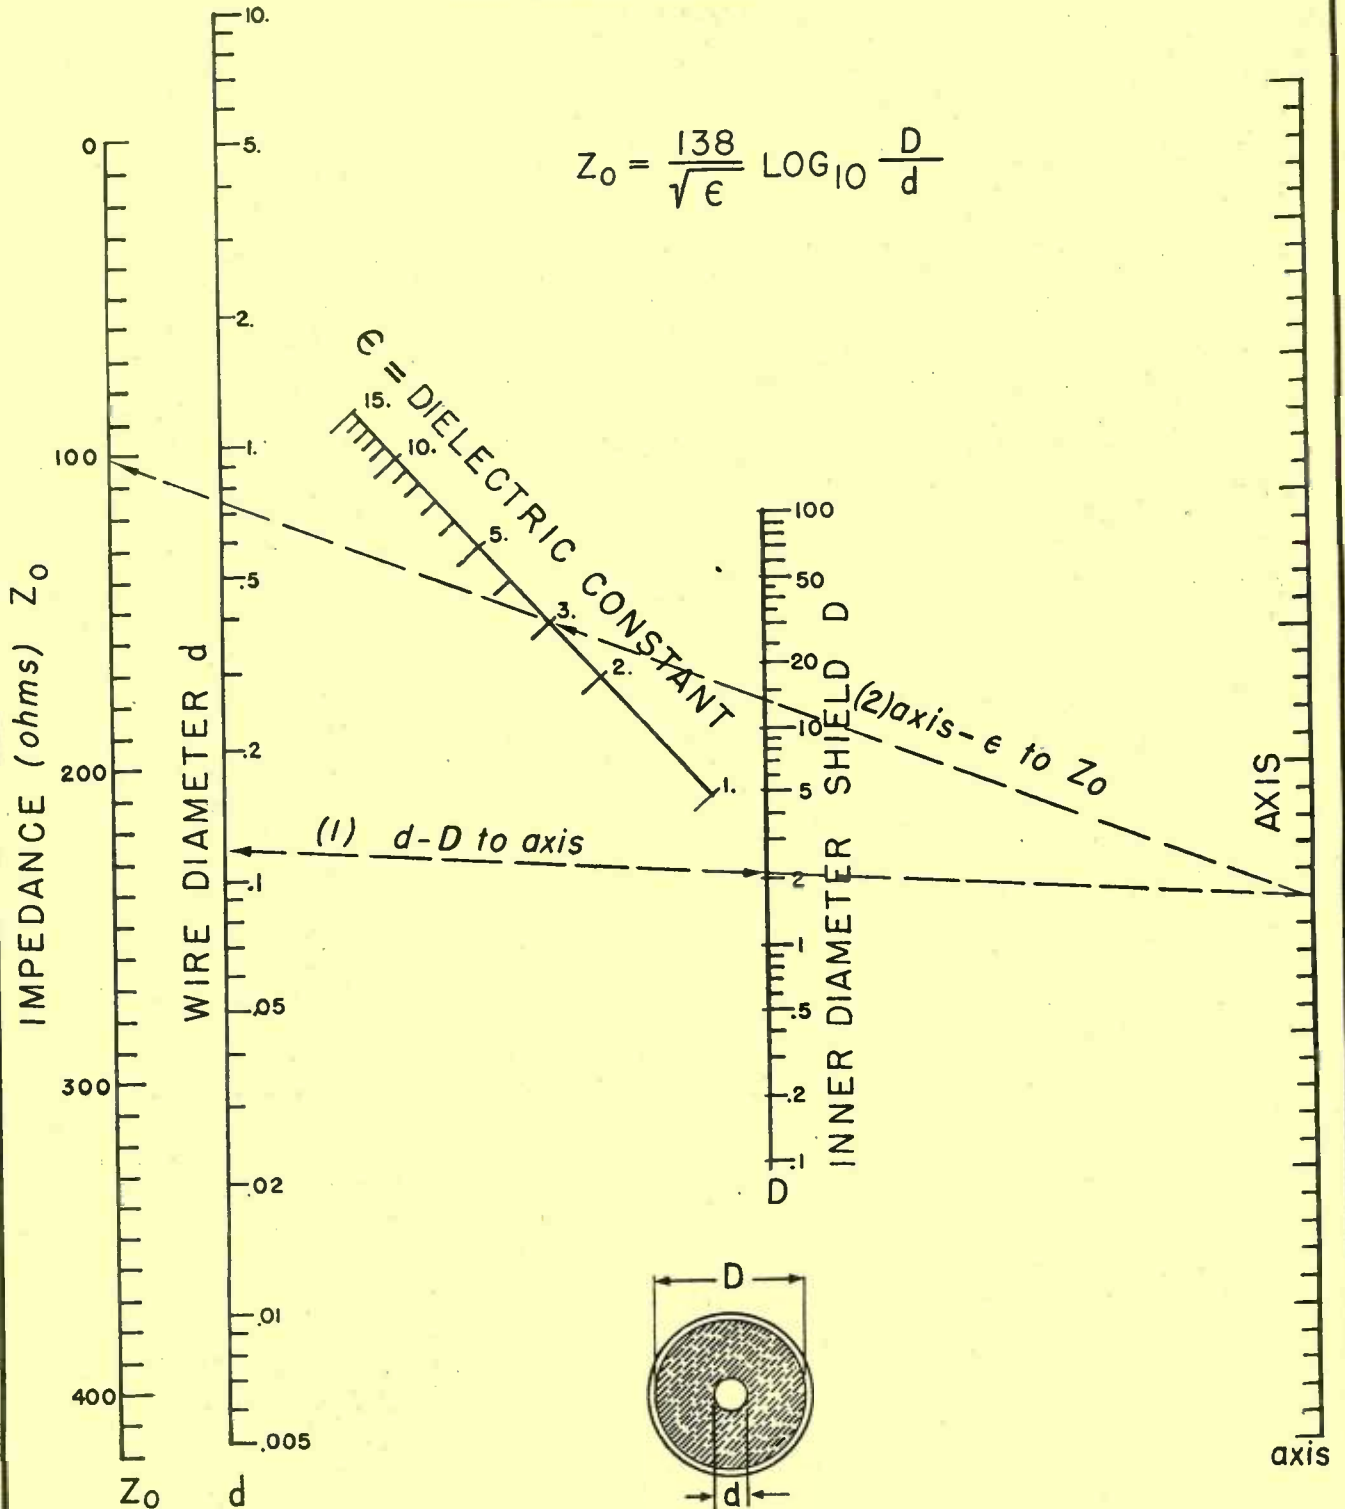 Z₀ = 138 / √ϵ LOG₁₀ D / d
IMPEDANCE (ohms) Z₀
0
100
200
300
400
Z₀
WIRE DIAMETER d
10.
5.
2.
1.
.5
.2
.1
.05
.02
.01
.005
d
ϵ = DIELECTRIC CONSTANT
15.
10.
5.
3.
2.
1.
INNER DIAMETER SHIELD D
100
50
20
10
5
2
1
.5
.2
.1
D
(1) d-D to axis
(2) axis - ϵ to Z₀
AXIS
axis
D
d